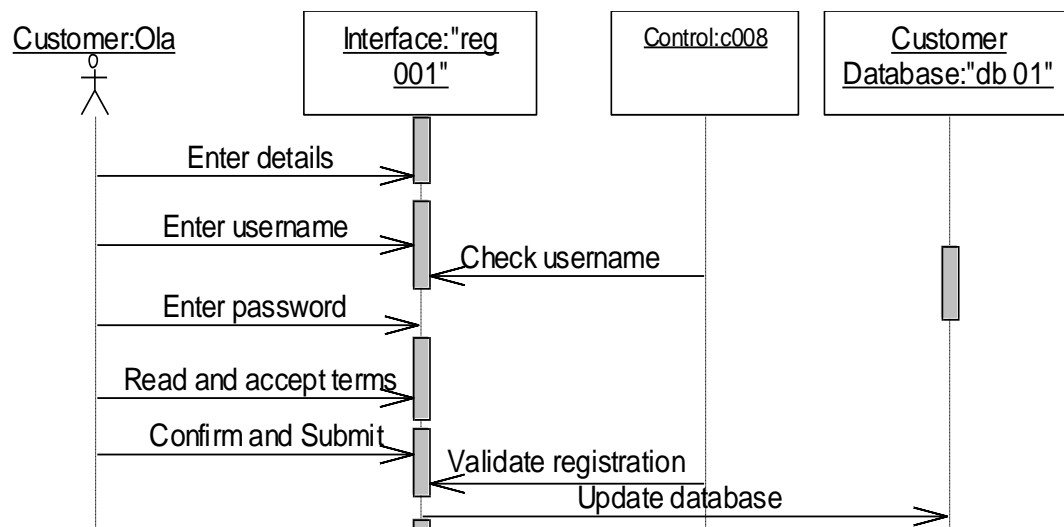 Customer:Ola
Interface:"reg
001"
Control:c008
Customer
Database:"db 01"
Enter details
Enter username
Check username
Enter password
Read and accept terms
Confirm and Submit
Validate registration
Update database